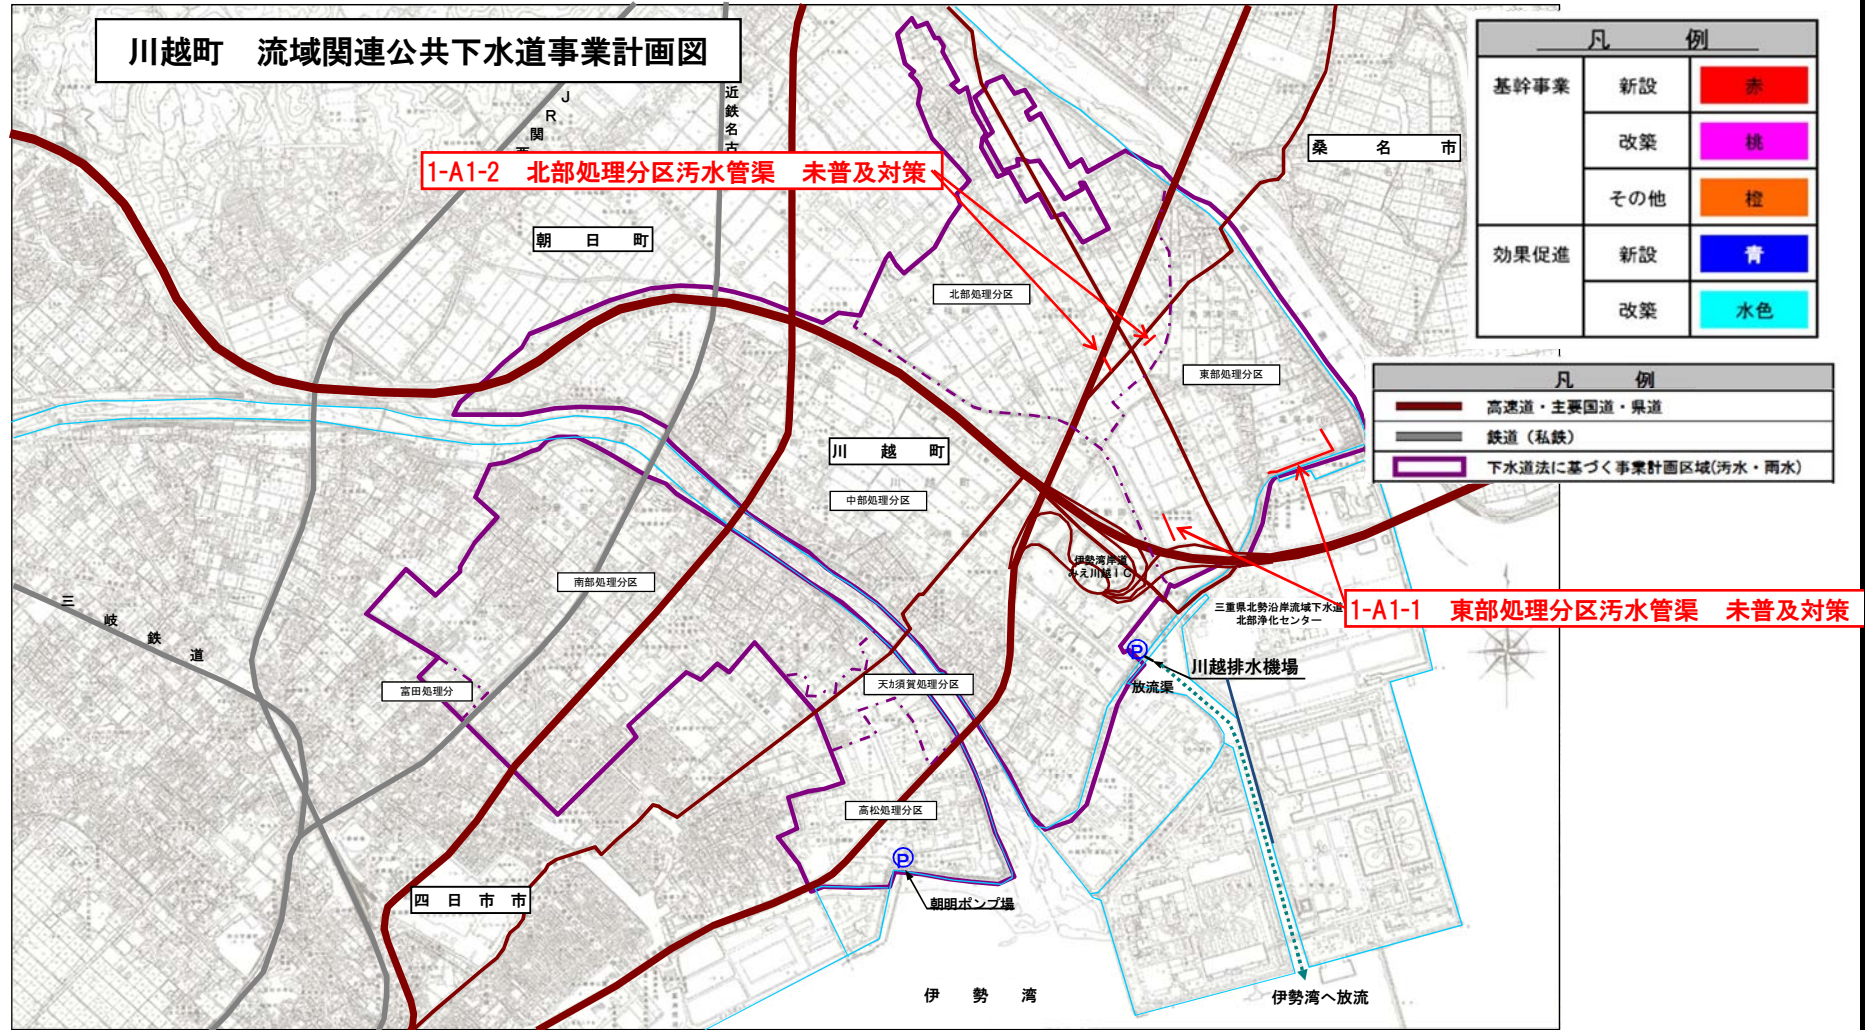 川越町　流域関連公共下水道事業計画図
凡　例
基幹事業　新設　赤
改築　桃
その他　橙
効果促進　新設　青
改築　水色
凡　例
高速道・主要国道・県道
鉄道（私鉄）
下水道法に基づく事業計画区域(汚水・雨水)
JR関
近鉄名古
桑名市
1-A1-2　北部処理分区汚水管渠　未普及対策
朝日町
北部処理分区
東部処理分区
川越町
中部処理分区
南部処理分区
伊勢湾岸道
みえ川越IC
三岐鉄道
三重県北勢沿岸流域下水道
北部浄化センター
1-A1-1　東部処理分区汚水管渠　未普及対策
P
川越排水機場
放流渠
富田処理分
天カ須賀処理分区
高松処理分区
P
朝明ポンプ場
四日市市
伊勢湾
伊勢湾へ放流